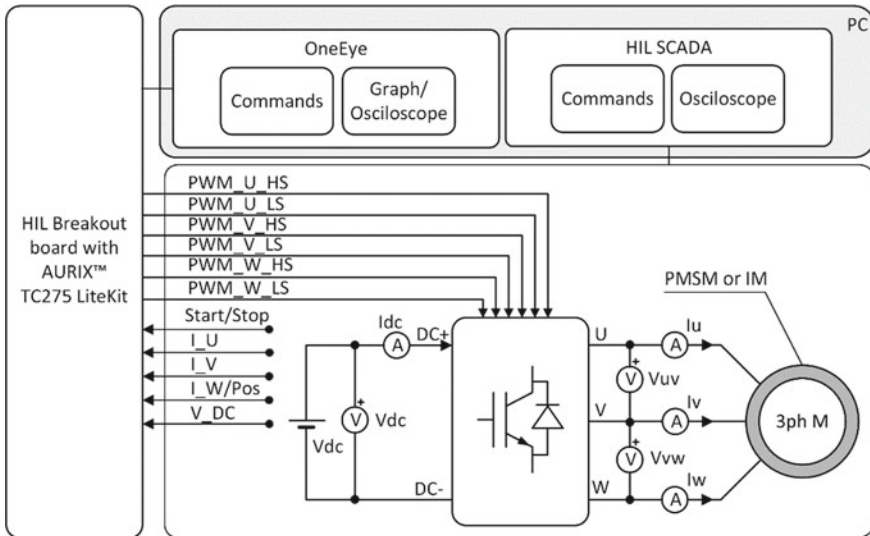 PC
OneEye
Commands
Graph/
Osciloscope
HIL SCADA
Commands
Osciloscope
HIL Breakout
board with
AURIX™
TC275 LiteKit
PWM_U_HS
PWM_U_LS
PWM_V_HS
PWM_V_LS
PWM_W_HS
PWM_W_LS
Start/Stop
I_U
I_V
I_W/Pos
V_DC
Idc
A
DC+
+
V
Vdc
Vdc
DC-
U
V
W
A
Iu
+
V
Vuv
A
Iv
+
V
Vvw
A
Iw
PMSM or IM
3ph M